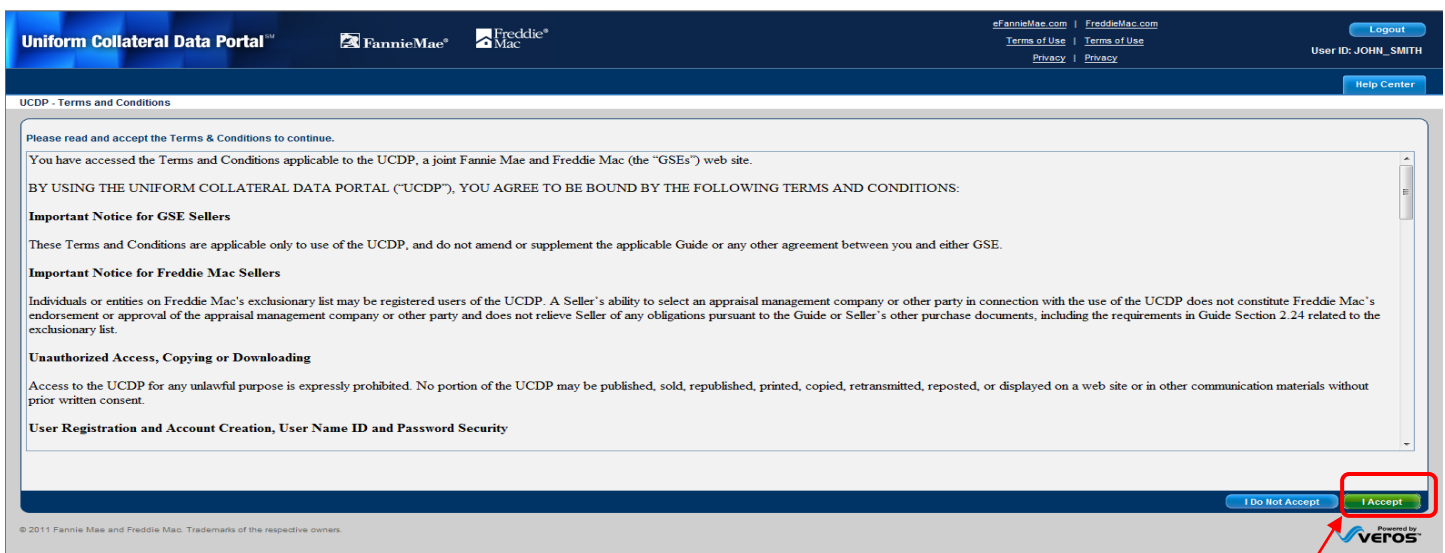 Uniform Collateral Data Portal℠
FannieMae®
Freddie Mac®
eFannieMae.com | FreddieMac.com
Terms of Use | Terms of Use
Privacy | Privacy
Logout
User ID: JOHN_SMITH
Help Center
UCDP - Terms and Conditions
Please read and accept the Terms & Conditions to continue.
You have accessed the Terms and Conditions applicable to the UCDP, a joint Fannie Mae and Freddie Mac (the “GSEs”) web site.
BY USING THE UNIFORM COLLATERAL DATA PORTAL (“UCDP”), YOU AGREE TO BE BOUND BY THE FOLLOWING TERMS AND CONDITIONS:
Important Notice for GSE Sellers
These Terms and Conditions are applicable only to use of the UCDP, and do not amend or supplement the applicable Guide or any other agreement between you and either GSE.
Important Notice for Freddie Mac Sellers
Individuals or entities on Freddie Mac’s exclusionary list may be registered users of the UCDP. A Seller’s ability to select an appraisal management company or other party in connection with the use of the UCDP does not constitute Freddie Mac’s
endorsement or approval of the appraisal management company or other party and does not relieve Seller of any obligations pursuant to the Guide or Seller’s other purchase documents, including the requirements in Guide Section 2.24 related to the
exclusionary list.
Unauthorized Access, Copying or Downloading
Access to the UCDP for any unlawful purpose is expressly prohibited. No portion of the UCDP may be published, sold, republished, printed, copied, retransmitted, reposted, or displayed on a web site or in other communication materials without
prior written consent.
User Registration and Account Creation, User Name ID and Password Security
I Do Not Accept
I Accept
© 2011 Fannie Mae and Freddie Mac. Trademarks of the respective owners.
Powered by
veros™